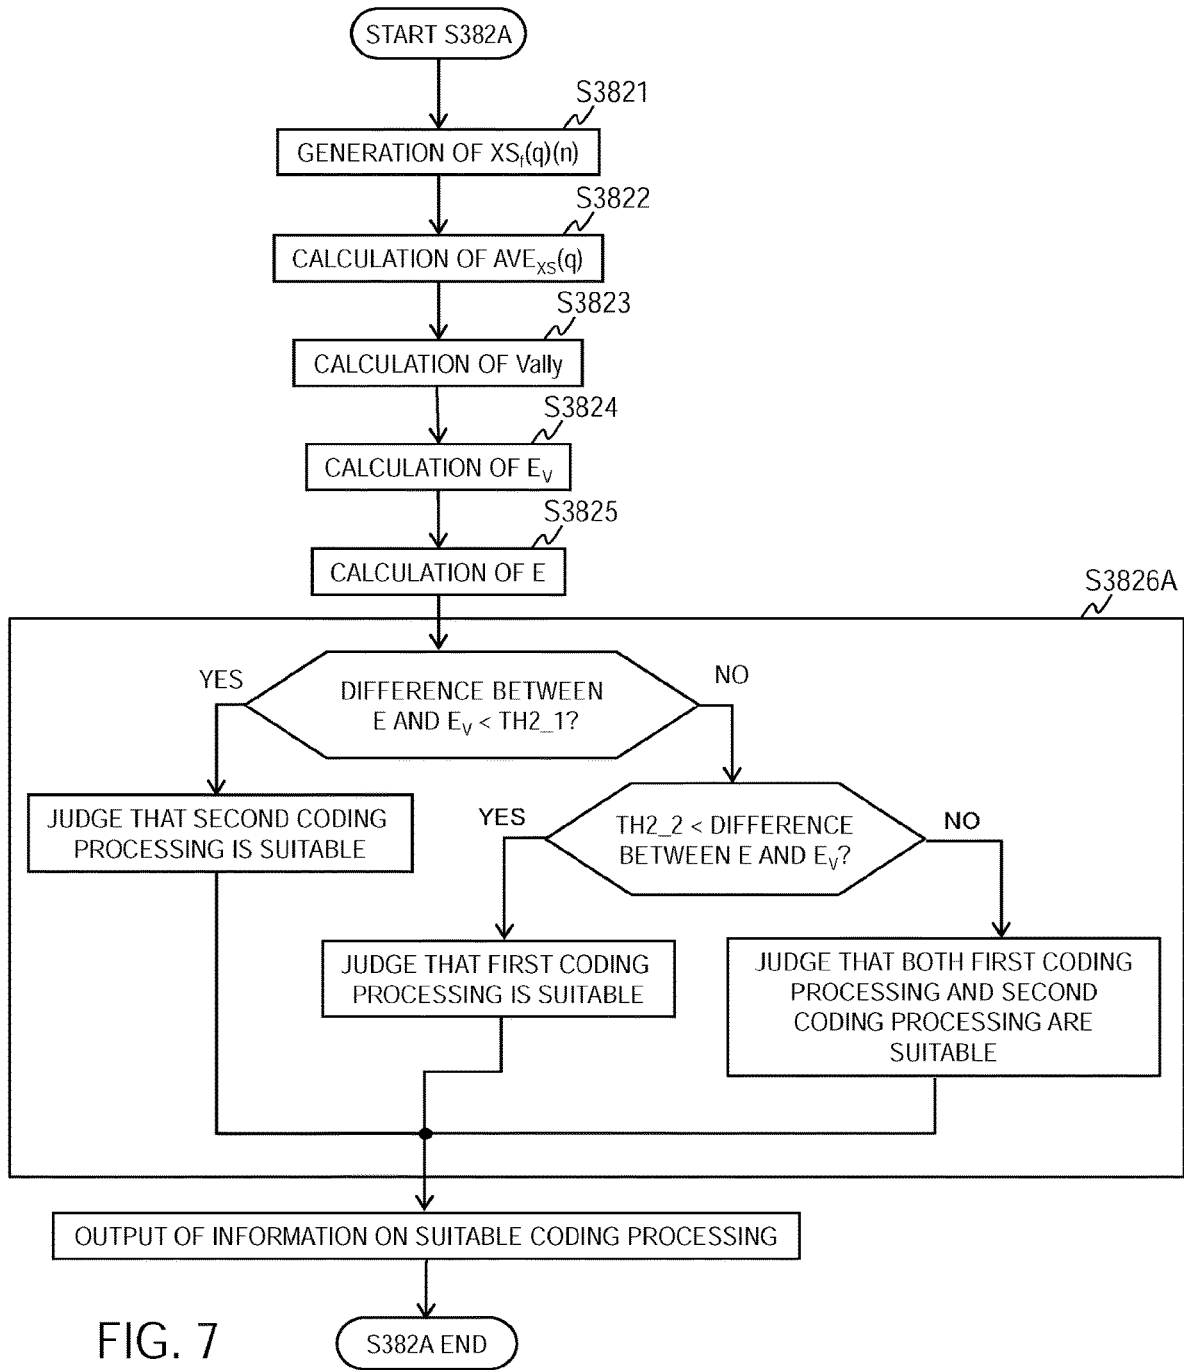 START S382A
S3821
GENERATION OF XSf(q)(n)
S3822
CALCULATION OF AVEXS(q)
S3823
CALCULATION OF Vally
S3824
CALCULATION OF EV
S3825
CALCULATION OF E
S3826A
YES
DIFFERENCE BETWEEN
E AND EV < TH2_1?
NO
JUDGE THAT SECOND CODING
PROCESSING IS SUITABLE
YES
TH2_2 < DIFFERENCE
BETWEEN E AND EV?
NO
JUDGE THAT FIRST CODING
PROCESSING IS SUITABLE
JUDGE THAT BOTH FIRST CODING
PROCESSING AND SECOND
CODING PROCESSING ARE
SUITABLE
OUTPUT OF INFORMATION ON SUITABLE CODING PROCESSING
S382A END
FIG. 7